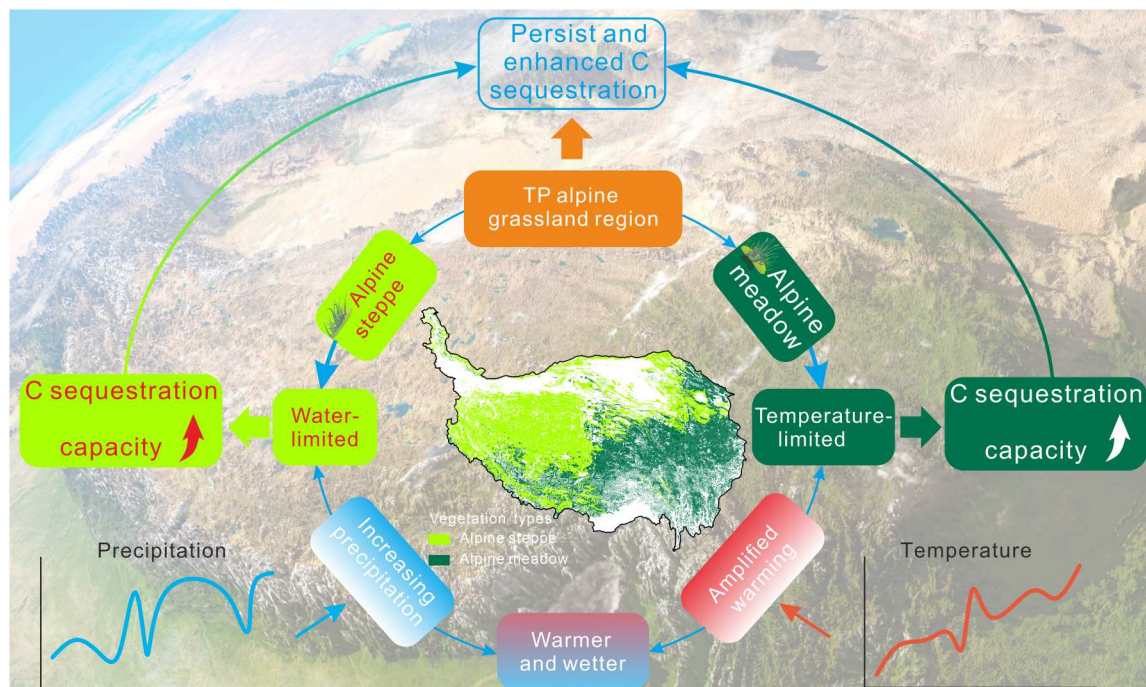 Persist and
enhanced C
sequestration
TP alpine
grassland region
Alpine
steppe
Alpine
meadow
C sequestration
capacity
Water-
limited
Temperature-
limited
C sequestration
capacity
Vegetation types
Alpine steppe
Alpine meadow
Precipitation
Increasing
precipitation
Amplified
warming
Temperature
Warmer
and wetter